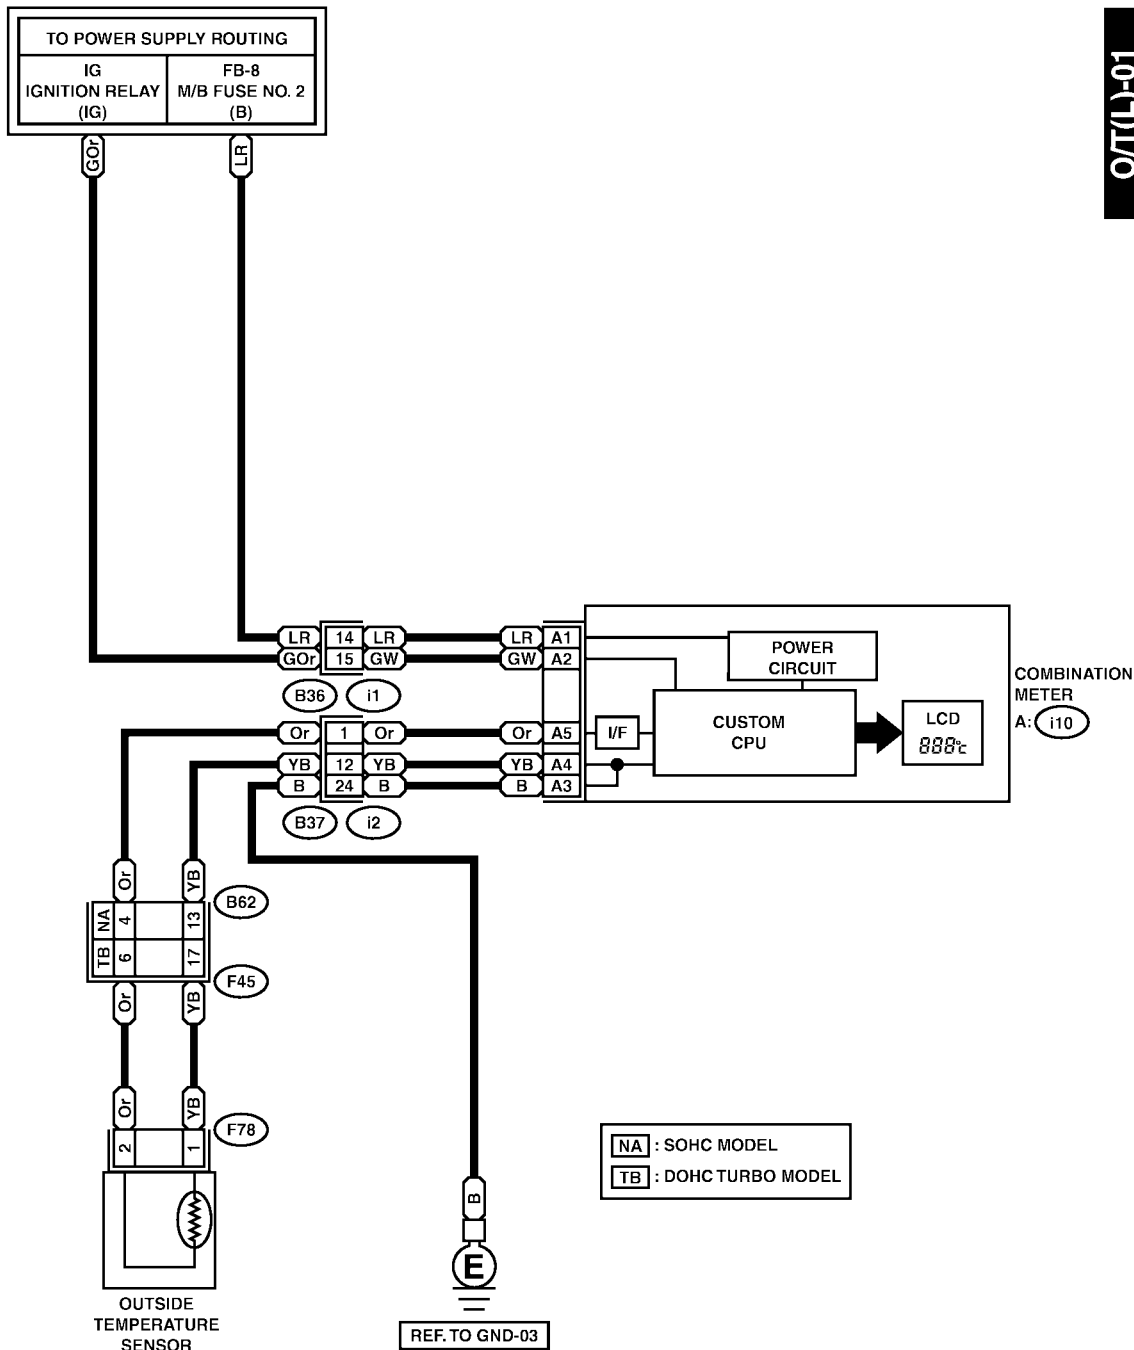 TO POWER SUPPLY ROUTING
IG
IGNITION RELAY
(IG)
FB-8
M/B FUSE NO. 2
(B)
O/T(L)-01
GOr
LR
LR 14 LR LR A1
GOr 15 GW GW A2
B36 i1
POWER
CIRCUIT
COMBINATION
METER
A: i10
CUSTOM
CPU
LCD
888°c
Or 1 Or Or A5 I/F
YB 12 YB YB A4
B 24 B B A3
B37 i2
Or YB
B62
NA 4 13
TB 6 17
F45
Or YB
Or YB
F78
2 1
NA : SOHC MODEL
TB : DOHC TURBO MODEL
B
E
OUTSIDE
TEMPERATURE
SENSOR
REF. TO GND-03